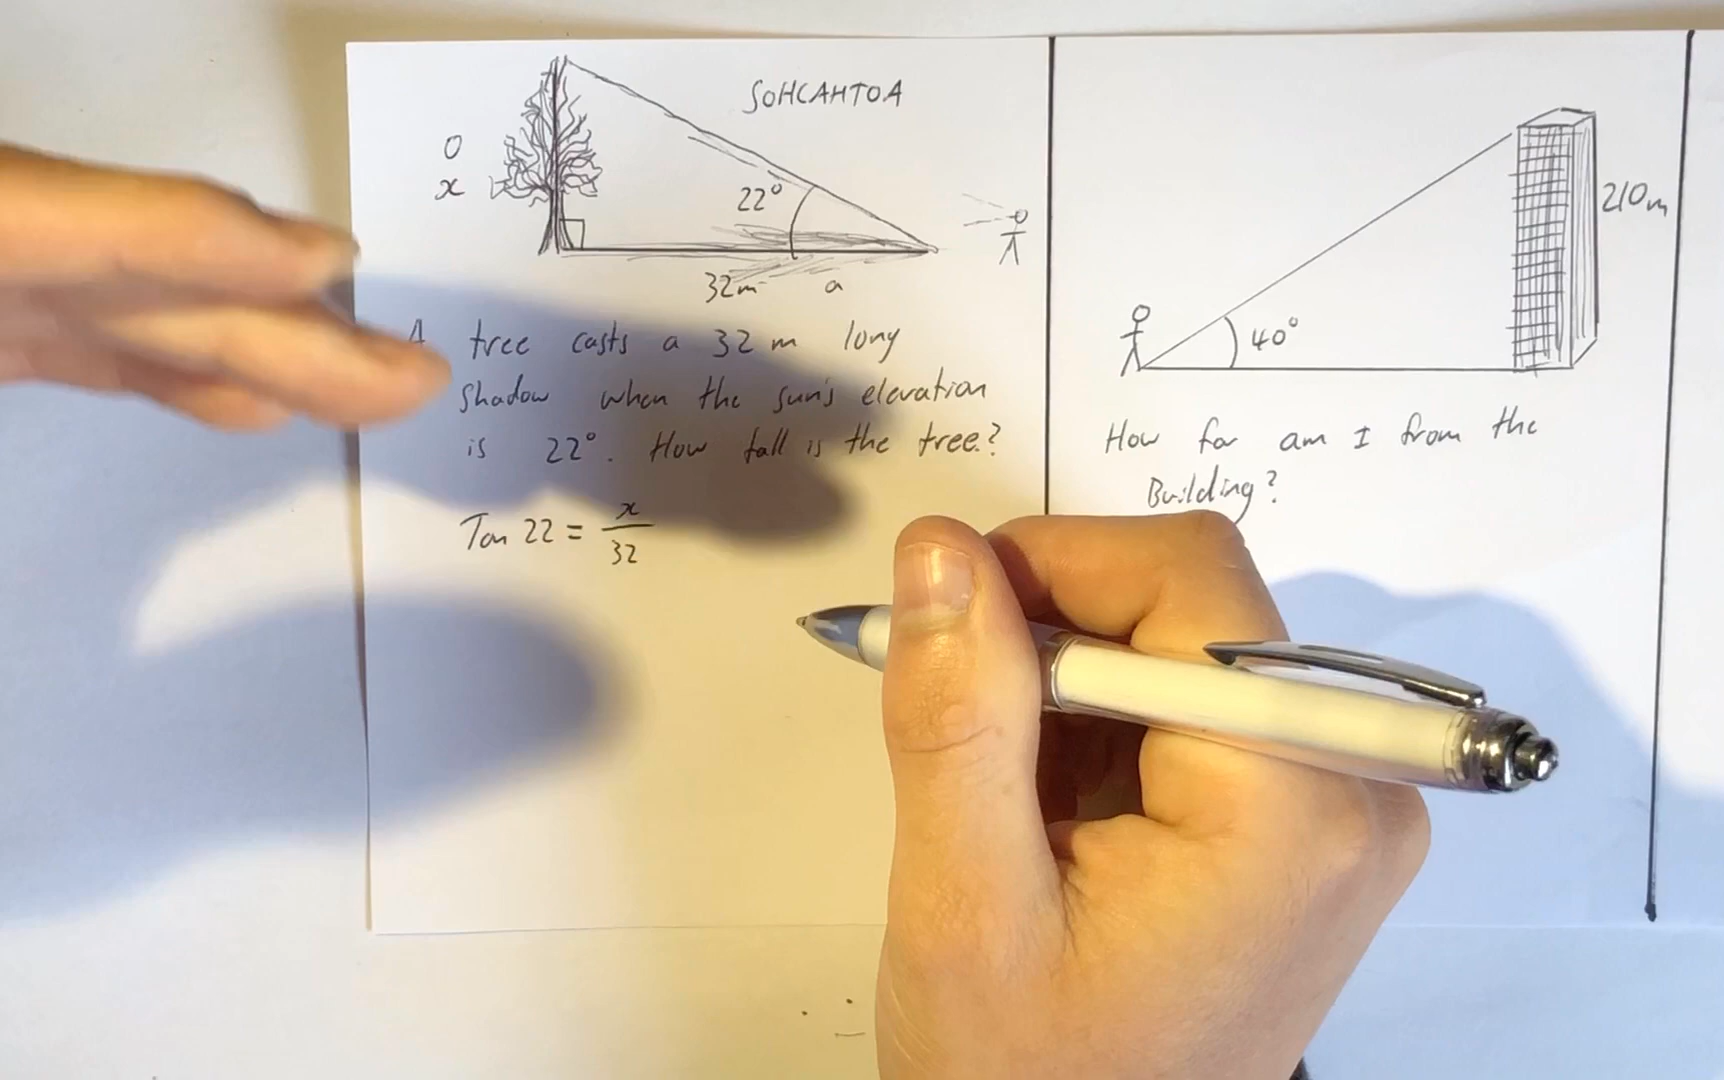 SOHCAHTOA
O
x
22°
32m a
A tree casts a 32 m long
shadow when the sun's elevation
is 22°. How tall is the tree?
Tan 22 = x/32
210m
40°
How far am I from the
Building?